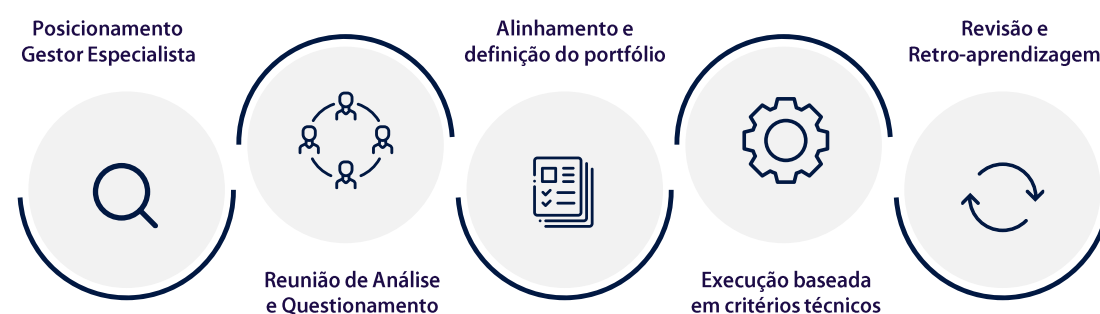 Posicionamento
Gestor Especialista
Reunião de Análise
e Questionamento
Alinhamento e
definição do portfólio
Execução baseada
em critérios técnicos
Revisão e
Retro-aprendizagem